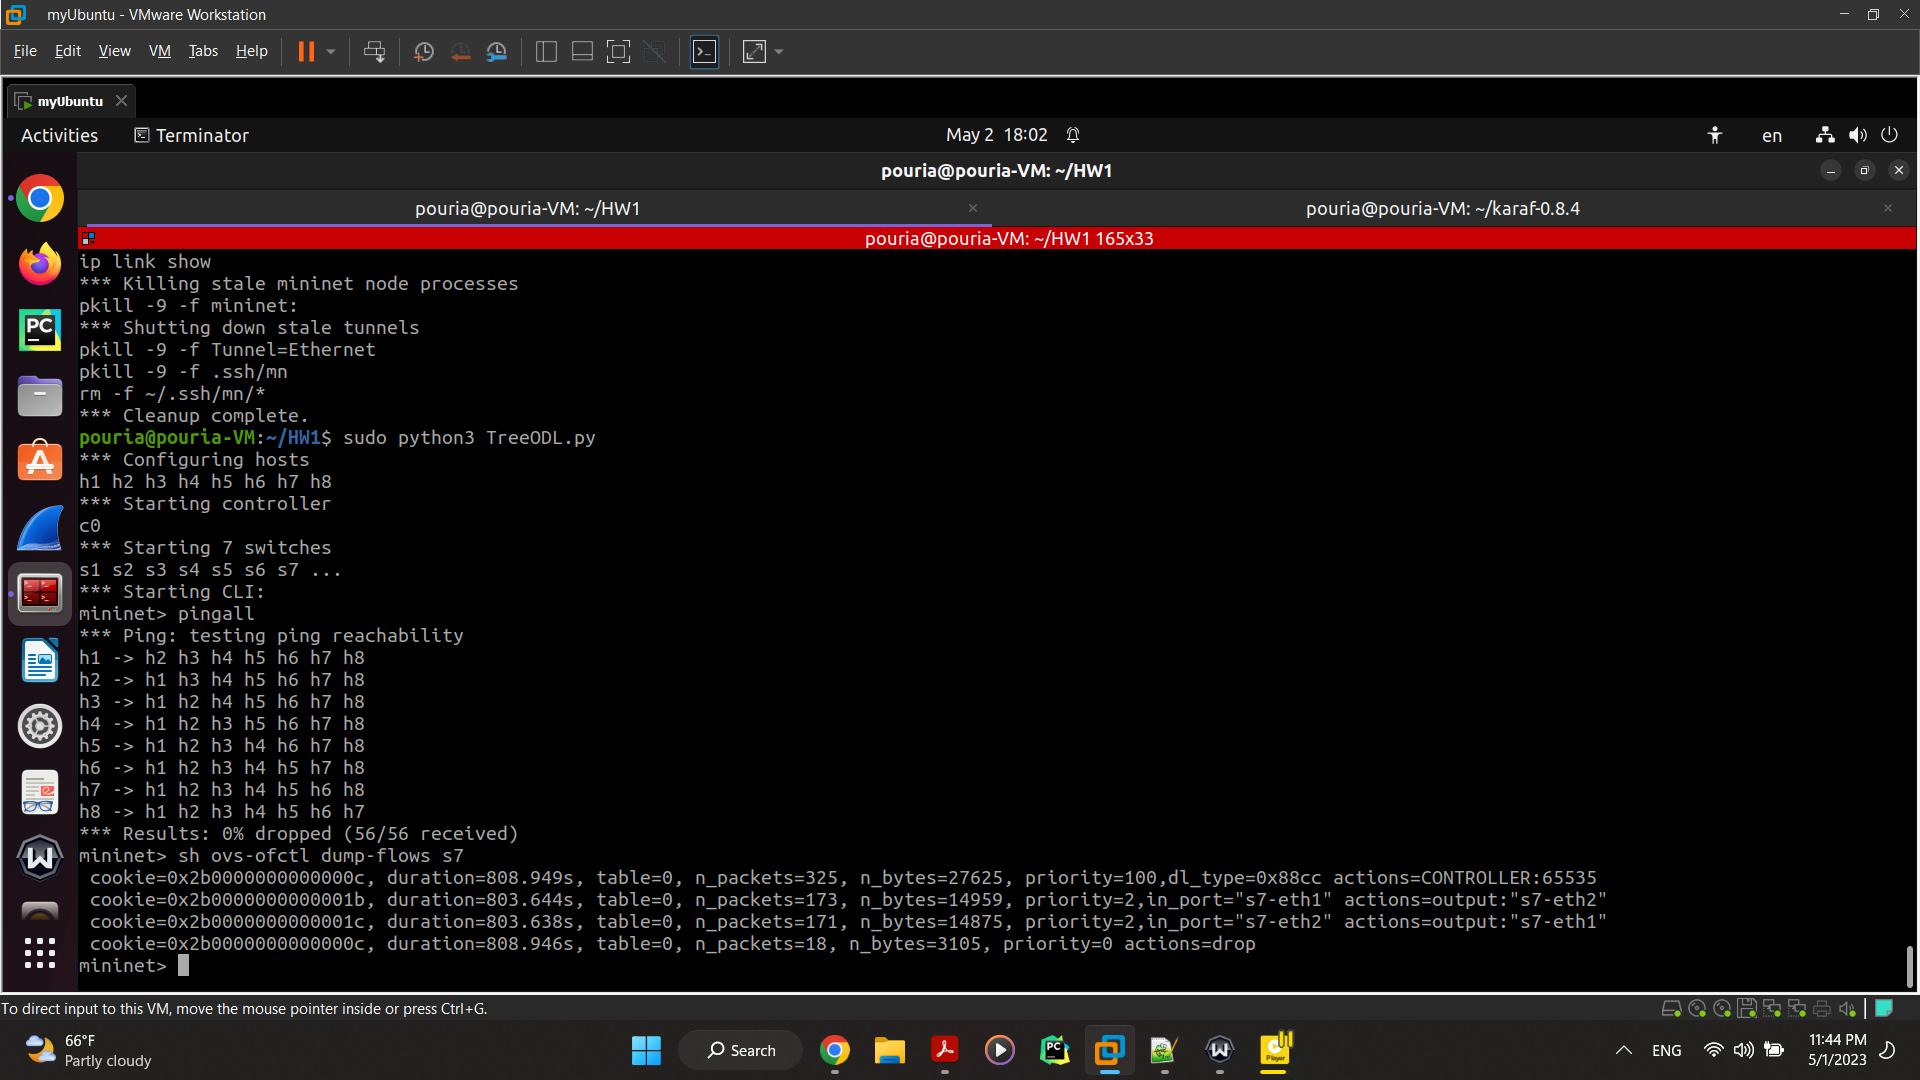 myUbuntu - VMware Workstation
File Edit View VM Tabs Help
myUbuntu
Activities Terminator May 2 18:02 en
pouria@pouria-VM: ~/HW1
pouria@pouria-VM: ~/HW1 pouria@pouria-VM: ~/karaf-0.8.4
pouria@pouria-VM: ~/HW1 165x33
ip link show
*** Killing stale mininet node processes
pkill -9 -f mininet:
*** Shutting down stale tunnels
pkill -9 -f Tunnel=Ethernet
pkill -9 -f .ssh/mn
rm -f ~/.ssh/mn/*
*** Cleanup complete.
pouria@pouria-VM:~/HW1$ sudo python3 TreeODL.py
*** Configuring hosts
h1 h2 h3 h4 h5 h6 h7 h8
*** Starting controller
c0
*** Starting 7 switches
s1 s2 s3 s4 s5 s6 s7 ...
*** Starting CLI:
mininet> pingall
*** Ping: testing ping reachability
h1 -> h2 h3 h4 h5 h6 h7 h8
h2 -> h1 h3 h4 h5 h6 h7 h8
h3 -> h1 h2 h4 h5 h6 h7 h8
h4 -> h1 h2 h3 h5 h6 h7 h8
h5 -> h1 h2 h3 h4 h6 h7 h8
h6 -> h1 h2 h3 h4 h5 h7 h8
h7 -> h1 h2 h3 h4 h5 h6 h8
h8 -> h1 h2 h3 h4 h5 h6 h7
*** Results: 0% dropped (56/56 received)
mininet> sh ovs-ofctl dump-flows s7
cookie=0x2b0000000000000c, duration=808.949s, table=0, n_packets=325, n_bytes=27625, priority=100,dl_type=0x88cc actions=CONTROLLER:65535
cookie=0x2b0000000000001b, duration=803.644s, table=0, n_packets=173, n_bytes=14959, priority=2,in_port="s7-eth1" actions=output:"s7-eth2"
cookie=0x2b0000000000001c, duration=803.638s, table=0, n_packets=171, n_bytes=14875, priority=2,in_port="s7-eth2" actions=output:"s7-eth1"
cookie=0x2b0000000000000c, duration=808.946s, table=0, n_packets=18, n_bytes=3105, priority=0 actions=drop
mininet>
To direct input to this VM, move the mouse pointer inside or press Ctrl+G.
66°F
Partly cloudy
Search
ENG
11:44 PM
5/1/2023